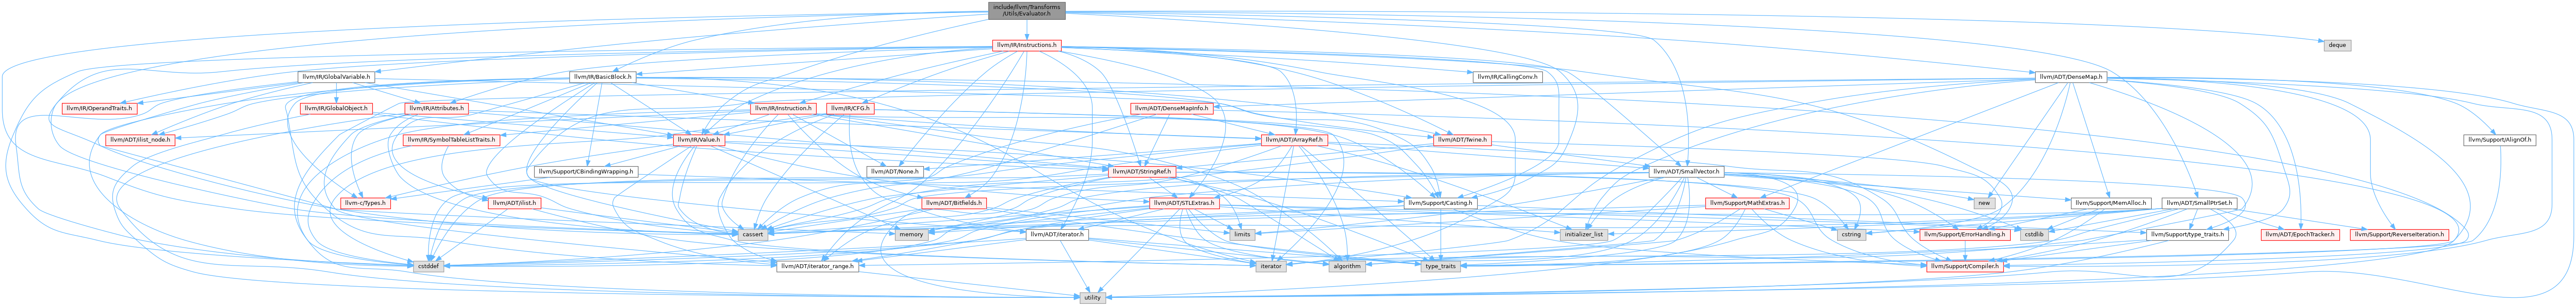 include/llvm/Transforms
/Utils/Evaluator.h
llvm/IR/Instructions.h
deque
llvm/IR/GlobalVariable.h
llvm/IR/BasicBlock.h
llvm/IR/CallingConv.h
llvm/ADT/DenseMap.h
llvm/IR/OperandTraits.h
llvm/IR/GlobalObject.h
llvm/IR/Attributes.h
llvm/IR/Instruction.h
llvm/IR/CFG.h
llvm/ADT/DenseMapInfo.h
llvm/ADT/ilist_node.h
llvm/IR/SymbolTableListTraits.h
llvm/IR/Value.h
llvm/ADT/ArrayRef.h
llvm/ADT/Twine.h
llvm/Support/AlignOf.h
llvm/Support/CBindingWrapping.h
llvm/ADT/None.h
llvm/ADT/StringRef.h
llvm/ADT/SmallVector.h
llvm-c/Types.h
llvm/ADT/ilist.h
llvm/ADT/Bitfields.h
llvm/ADT/STLExtras.h
llvm/Support/Casting.h
llvm/Support/MathExtras.h
new
llvm/Support/MemAlloc.h
llvm/ADT/SmallPtrSet.h
cassert
memory
llvm/ADT/iterator.h
limits
initializer_list
cstring
llvm/Support/ErrorHandling.h
cstdlib
llvm/Support/type_traits.h
llvm/ADT/EpochTracker.h
llvm/Support/ReverseIteration.h
cstddef
llvm/ADT/iterator_range.h
iterator
algorithm
type_traits
llvm/Support/Compiler.h
utility